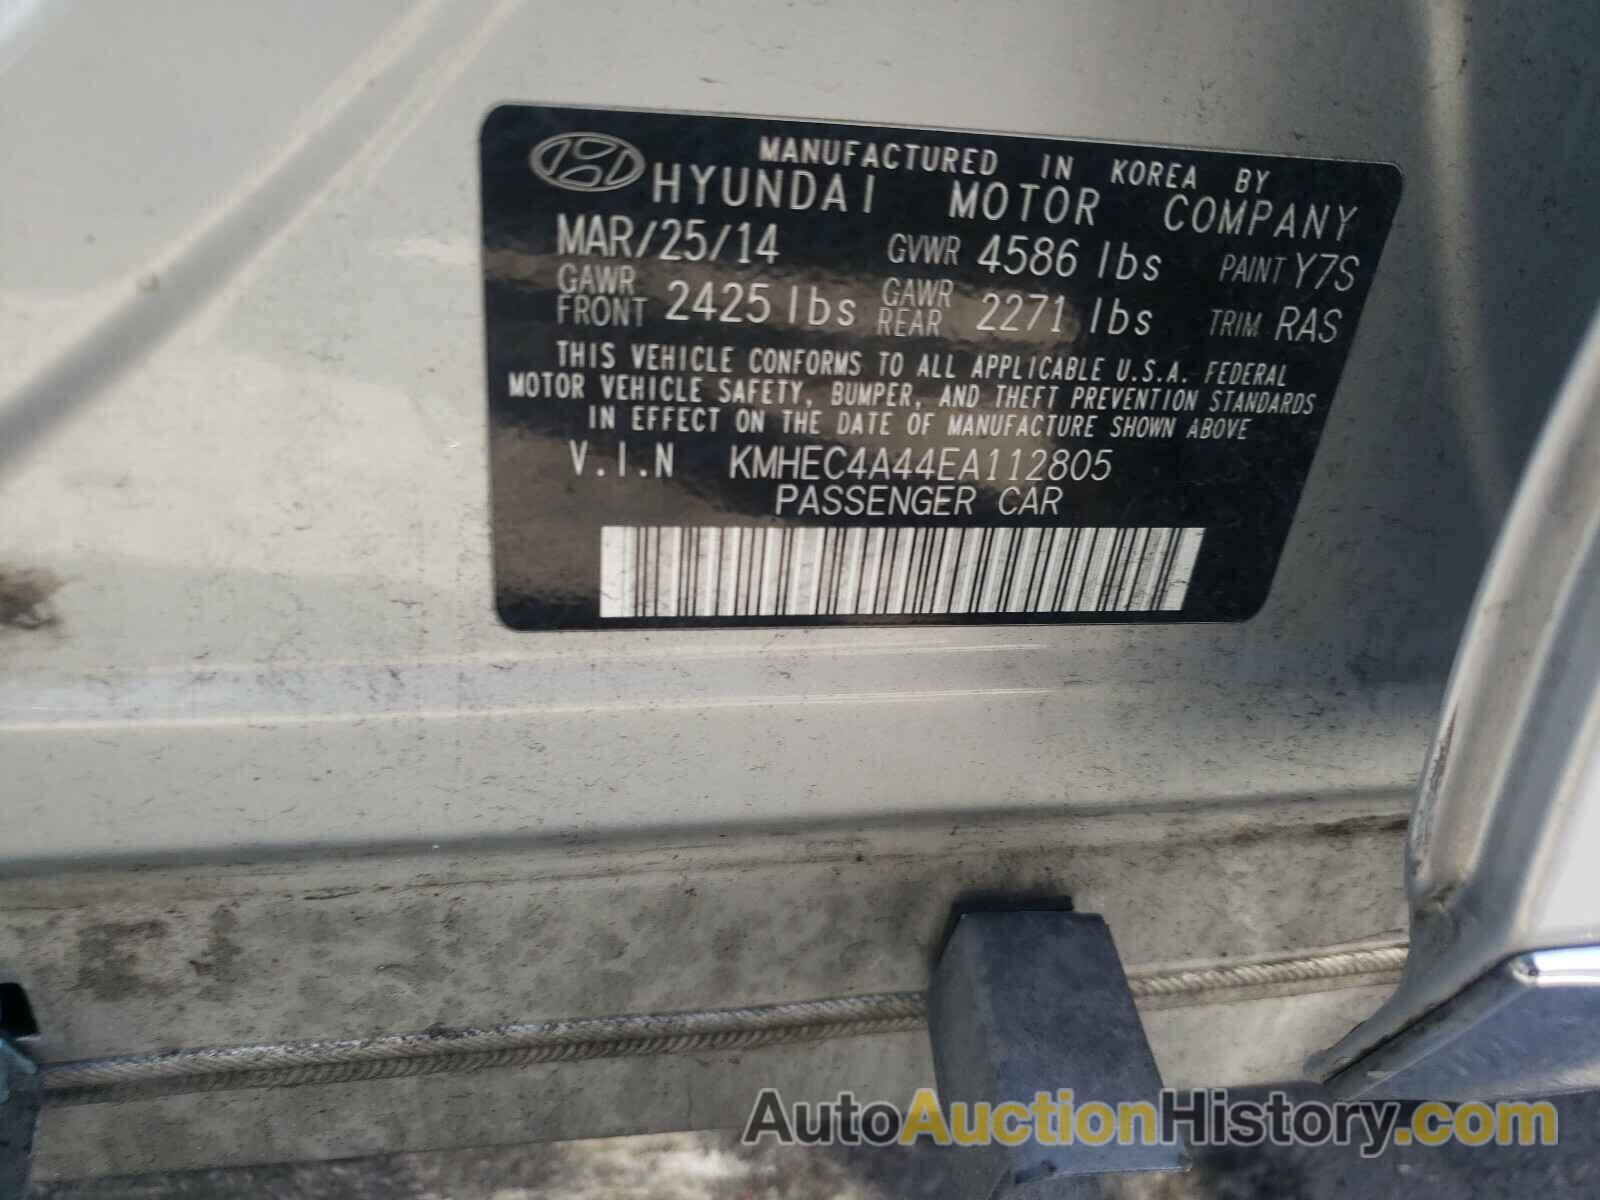 MANUFACTURED IN KOREA BY
HYUNDAI MOTOR COMPANY
MAR/25/14 GVWR 4586 lbs PAINT Y7S
GAWR FRONT 2425 lbs GAWR REAR 2271 lbs TRIM RAS
THIS VEHICLE CONFORMS TO ALL APPLICABLE U.S.A. FEDERAL
MOTOR VEHICLE SAFETY, BUMPER, AND THEFT PREVENTION STANDARDS
IN EFFECT ON THE DATE OF MANUFACTURE SHOWN ABOVE
V.I.N KMHEC4A44EA112805
PASSENGER CAR
AutoAuctionHistory.com